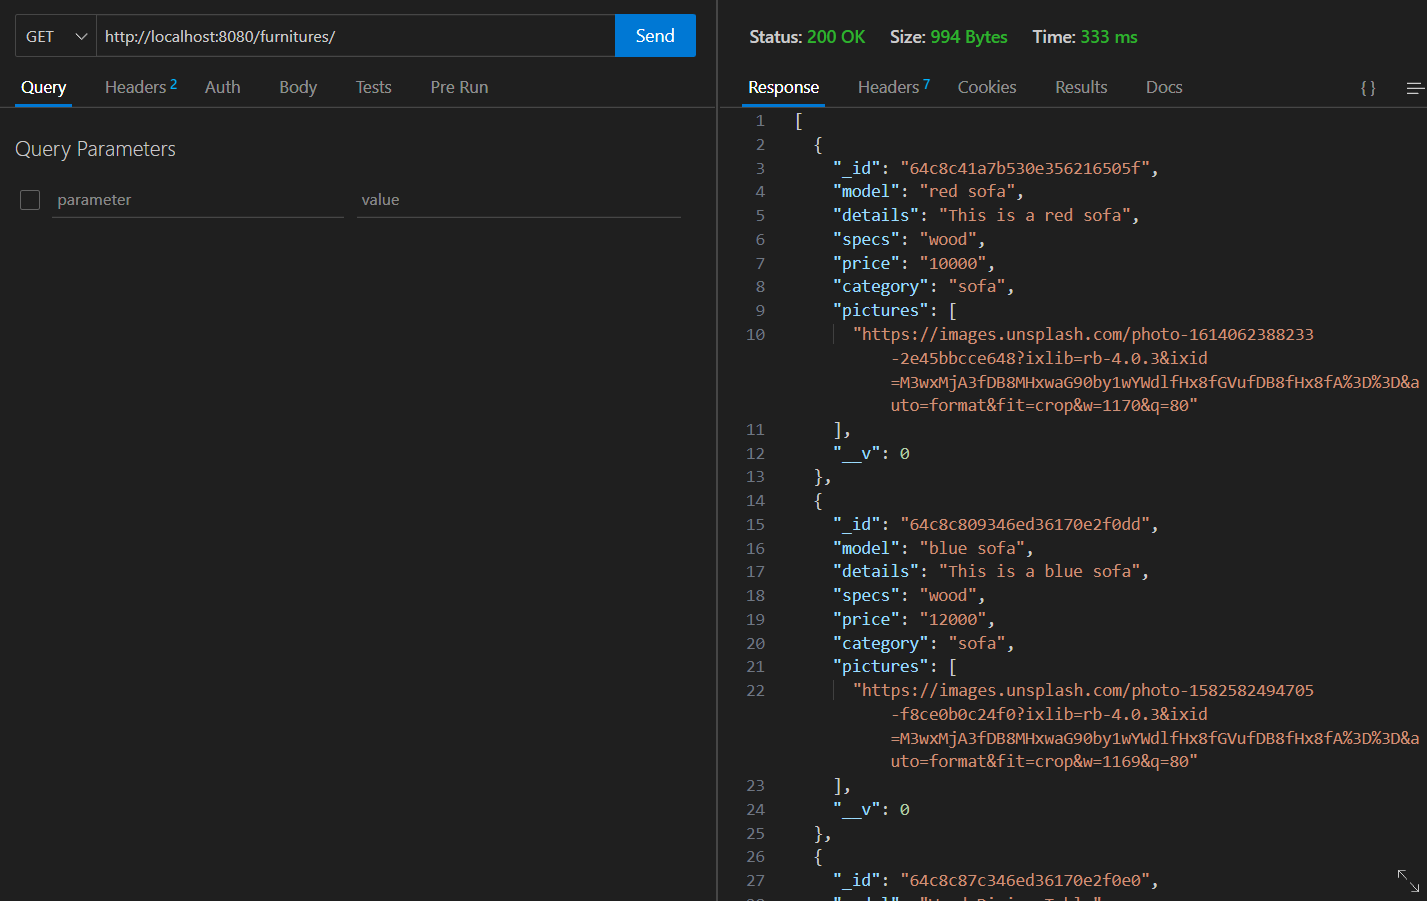 GET http://localhost:8080/furnitures/ Send
Query Headers 2 Auth Body Tests Pre Run
Query Parameters
parameter value
Status: 200 OK Size: 994 Bytes Time: 333 ms
Response Headers 7 Cookies Results Docs { }
1 [
2 {
3 "_id": "64c8c41a7b530e356216505f",
4 "model": "red sofa",
5 "details": "This is a red sofa",
6 "specs": "wood",
7 "price": "10000",
8 "category": "sofa",
9 "pictures": [
10 "https://images.unsplash.com/photo-1614062388233
-2e45bbcce648?ixlib=rb-4.0.3&ixid
=M3wxMjA3fDB8MHxwaG90by1wYWdlfHx8fGVufDB8fHx8fA%3D%3D&a
uto=format&fit=crop&w=1170&q=80"
11 ],
12 "__v": 0
13 },
14 {
15 "_id": "64c8c809346ed36170e2f0dd",
16 "model": "blue sofa",
17 "details": "This is a blue sofa",
18 "specs": "wood",
19 "price": "12000",
20 "category": "sofa",
21 "pictures": [
22 "https://images.unsplash.com/photo-1582582494705
-f8ce0b0c24f0?ixlib=rb-4.0.3&ixid
=M3wxMjA3fDB8MHxwaG90by1wYWdlfHx8fGVufDB8fHx8fA%3D%3D&a
uto=format&fit=crop&w=1169&q=80"
23 ],
24 "__v": 0
25 },
26 {
27 "_id": "64c8c87c346ed36170e2f0e0",